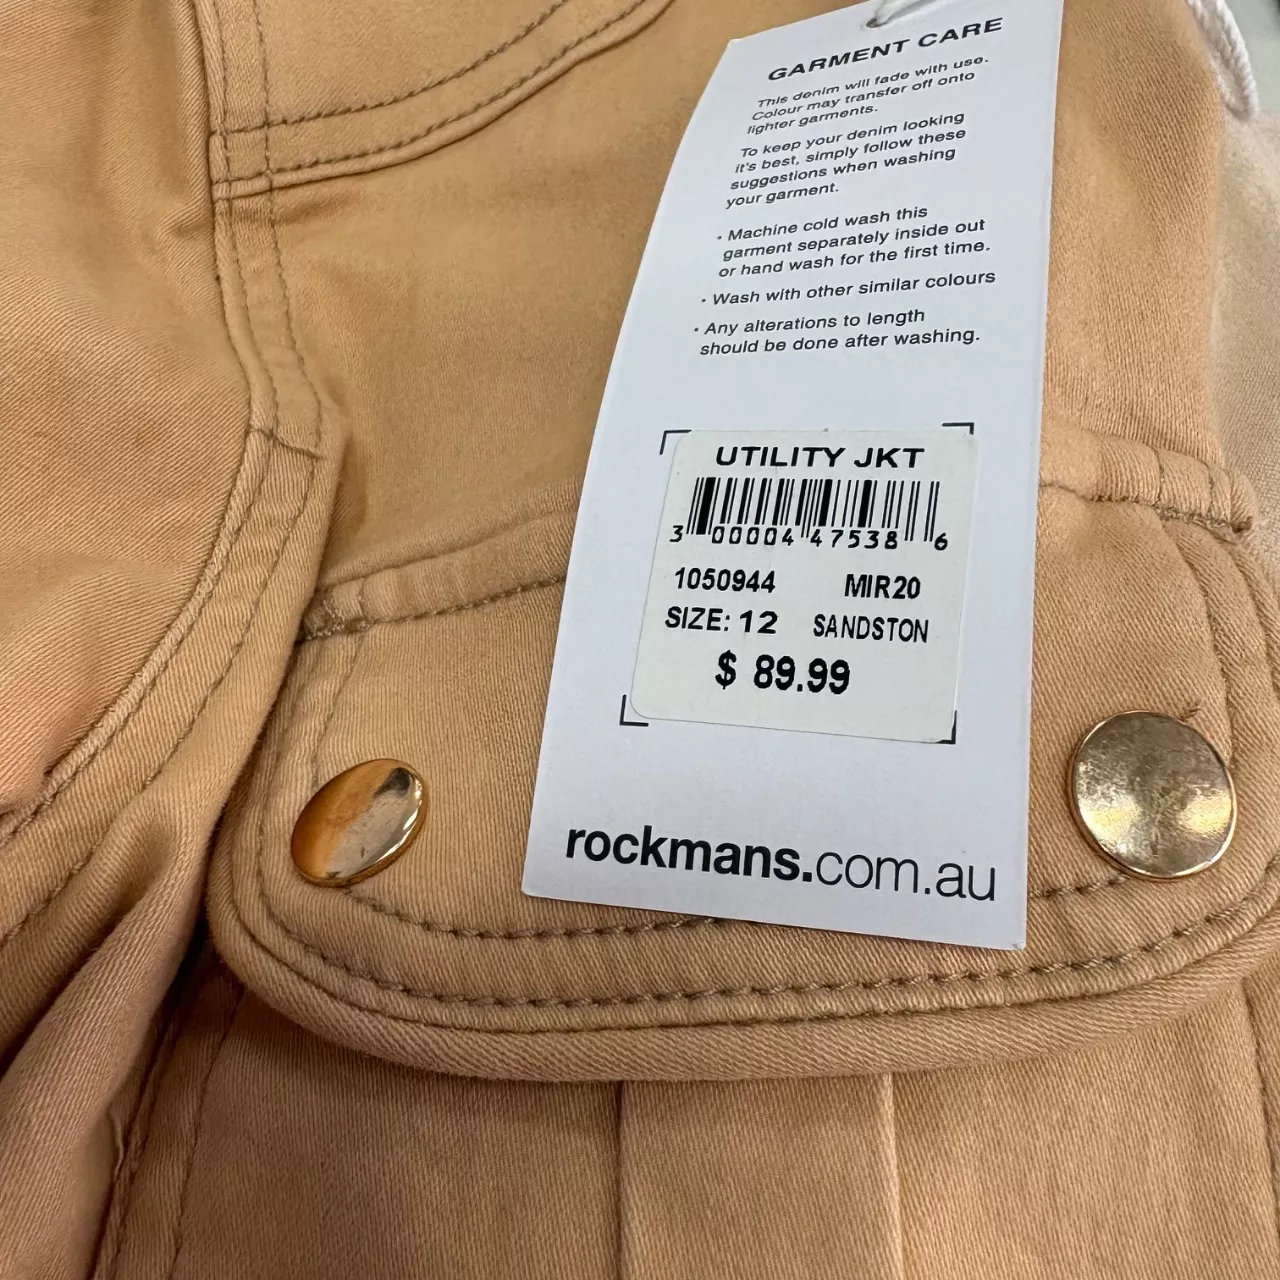 GARMENT CARE
This denim will fade with use.
Colour may transfer off onto
lighter garments.
To keep your denim looking
it's best, simply follow these
suggestions when washing
your garment.
· Machine cold wash this
garment separately inside out
or hand wash for the first time.
· Wash with other similar colours
· Any alterations to length
should be done after washing.
UTILITY JKT
3 00004 47538 6
1050944 MIR20
SIZE: 12 SANDSTON
$ 89.99
rockmans.com.au